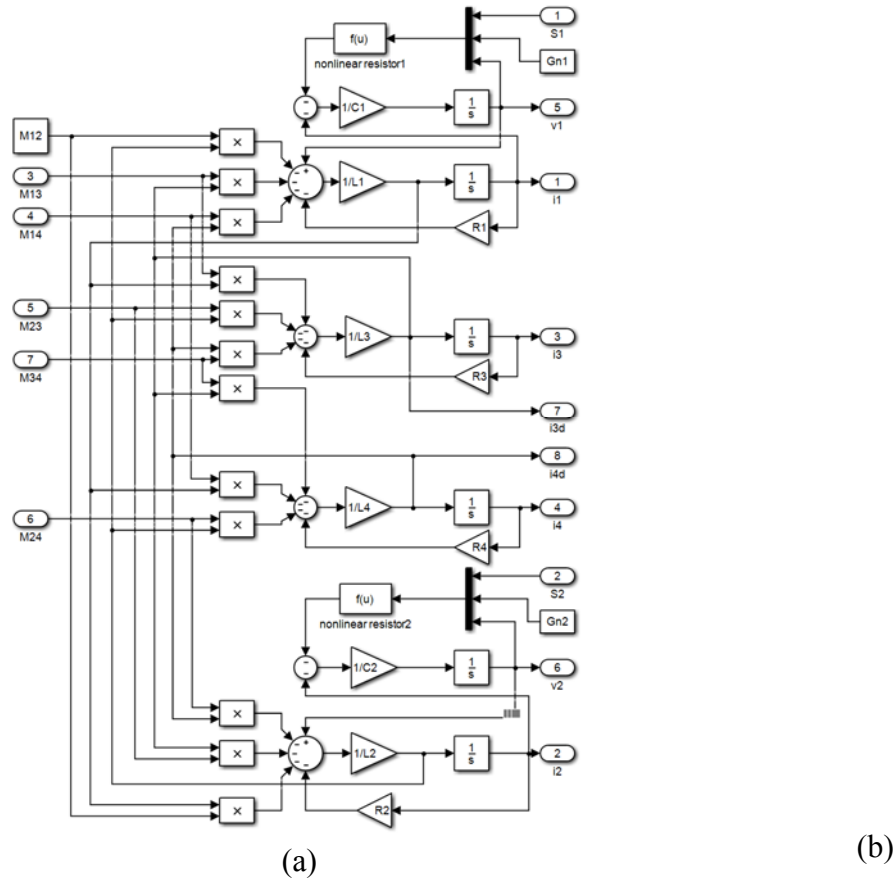 1
S1
f(u)
nonlinear resistor1
Gn1
1/C1
1
s
5
v1
M12
×
3
M13
×
1/L1
1
s
1
i1
4
M14
×
R1
×
5
M23
×
1/L3
1
s
3
i3
7
M34
×
R3
×
7
i3d
8
i4d
×
1/L4
1
s
4
i4
6
M24
×
R4
2
S2
f(u)
nonlinear resistor2
Gn2
1/C2
1
s
6
v2
×
×
1/L2
1
s
2
i2
×
R2
(a) (b)